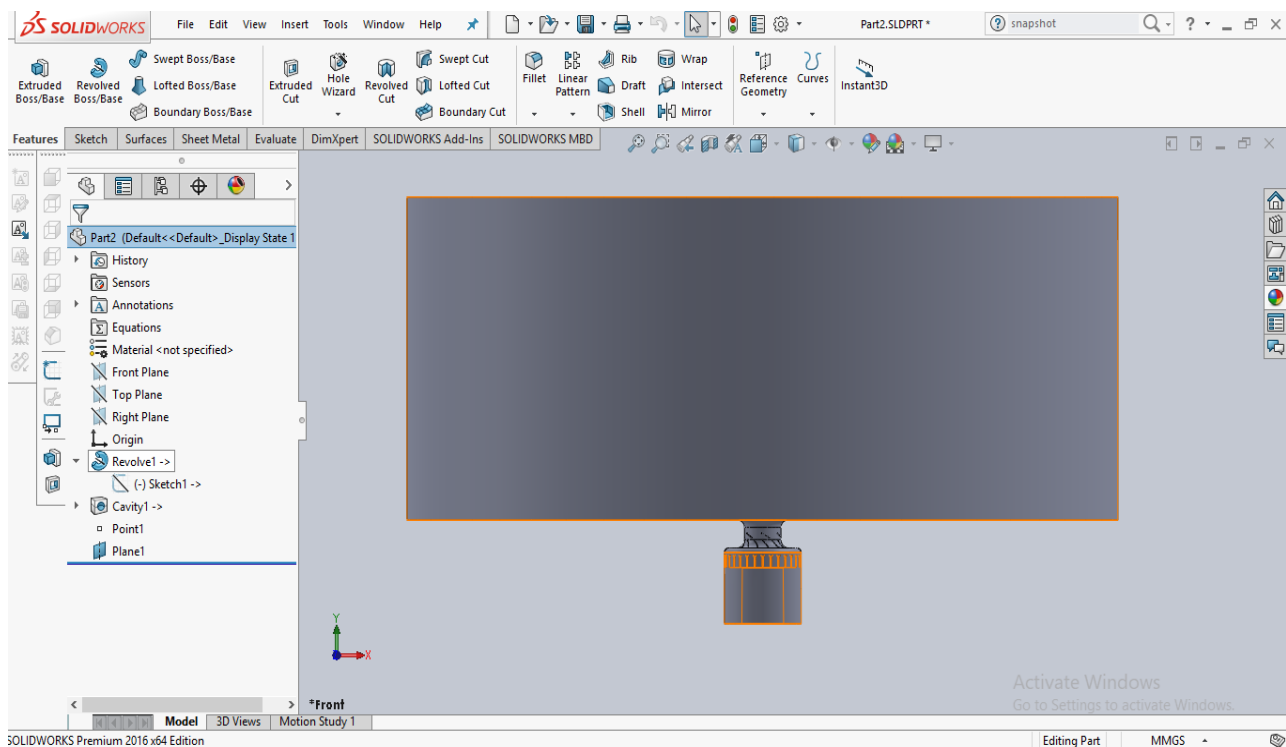 SOLIDWORKS File Edit View Insert Tools Window Help Part2.SLDPRT * snapshot
Extruded Boss/Base
Revolved Boss/Base
Swept Boss/Base
Lofted Boss/Base
Boundary Boss/Base
Extruded Cut
Hole Wizard
Revolved Cut
Swept Cut
Lofted Cut
Boundary Cut
Fillet
Linear Pattern
Rib
Draft
Shell
Wrap
Intersect
Mirror
Reference Geometry
Curves
Instant3D
Features Sketch Surfaces Sheet Metal Evaluate DimXpert SOLIDWORKS Add-Ins SOLIDWORKS MBD
Part2 (Default<<Default>_Display State 1
History
Sensors
Annotations
Equations
Material <not specified>
Front Plane
Top Plane
Right Plane
Origin
Revolve1 ->
(-) Sketch1 ->
Cavity1 ->
Point1
Plane1
Y
X
*Front
Activate Windows
Go to Settings to activate Windows.
Model 3D Views Motion Study 1
SOLIDWORKS Premium 2016 x64 Edition Editing Part MMGS